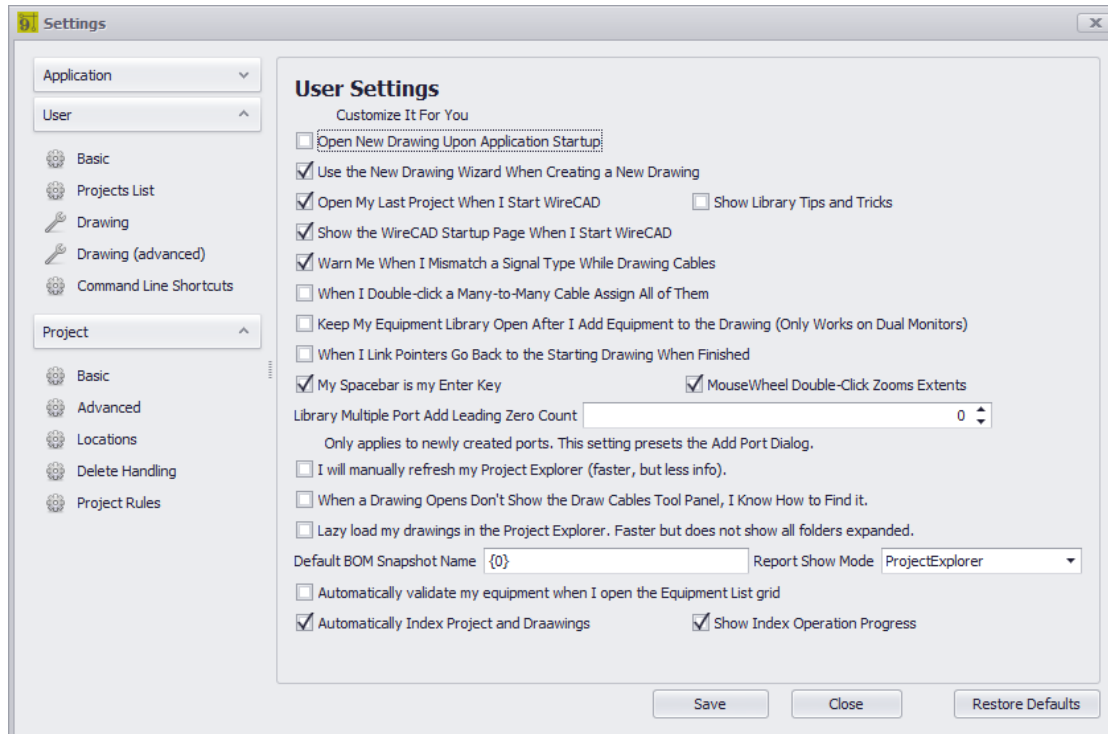 9
Settings
Application
User
Basic
Projects List
Drawing
Drawing (advanced)
Command Line Shortcuts
Project
Basic
Advanced
Locations
Delete Handling
Project Rules
User Settings
Customize It For You
Open New Drawing Upon Application Startup
Use the New Drawing Wizard When Creating a New Drawing
Open My Last Project When I Start WireCAD
Show Library Tips and Tricks
Show the WireCAD Startup Page When I Start WireCAD
Warn Me When I Mismatch a Signal Type While Drawing Cables
When I Double-click a Many-to-Many Cable Assign All of Them
Keep My Equipment Library Open After I Add Equipment to the Drawing (Only Works on Dual Monitors)
When I Link Pointers Go Back to the Starting Drawing When Finished
My Spacebar is my Enter Key
MouseWheel Double-Click Zooms Extents
Library Multiple Port Add Leading Zero Count 0
Only applies to newly created ports. This setting presets the Add Port Dialog.
I will manually refresh my Project Explorer (faster, but less info).
When a Drawing Opens Don't Show the Draw Cables Tool Panel, I Know How to Find it.
Lazy load my drawings in the Project Explorer. Faster but does not show all folders expanded.
Default BOM Snapshot Name {0} Report Show Mode ProjectExplorer
Automatically validate my equipment when I open the Equipment List grid
Automatically Index Project and Draawings
Show Index Operation Progress
Save
Close
Restore Defaults